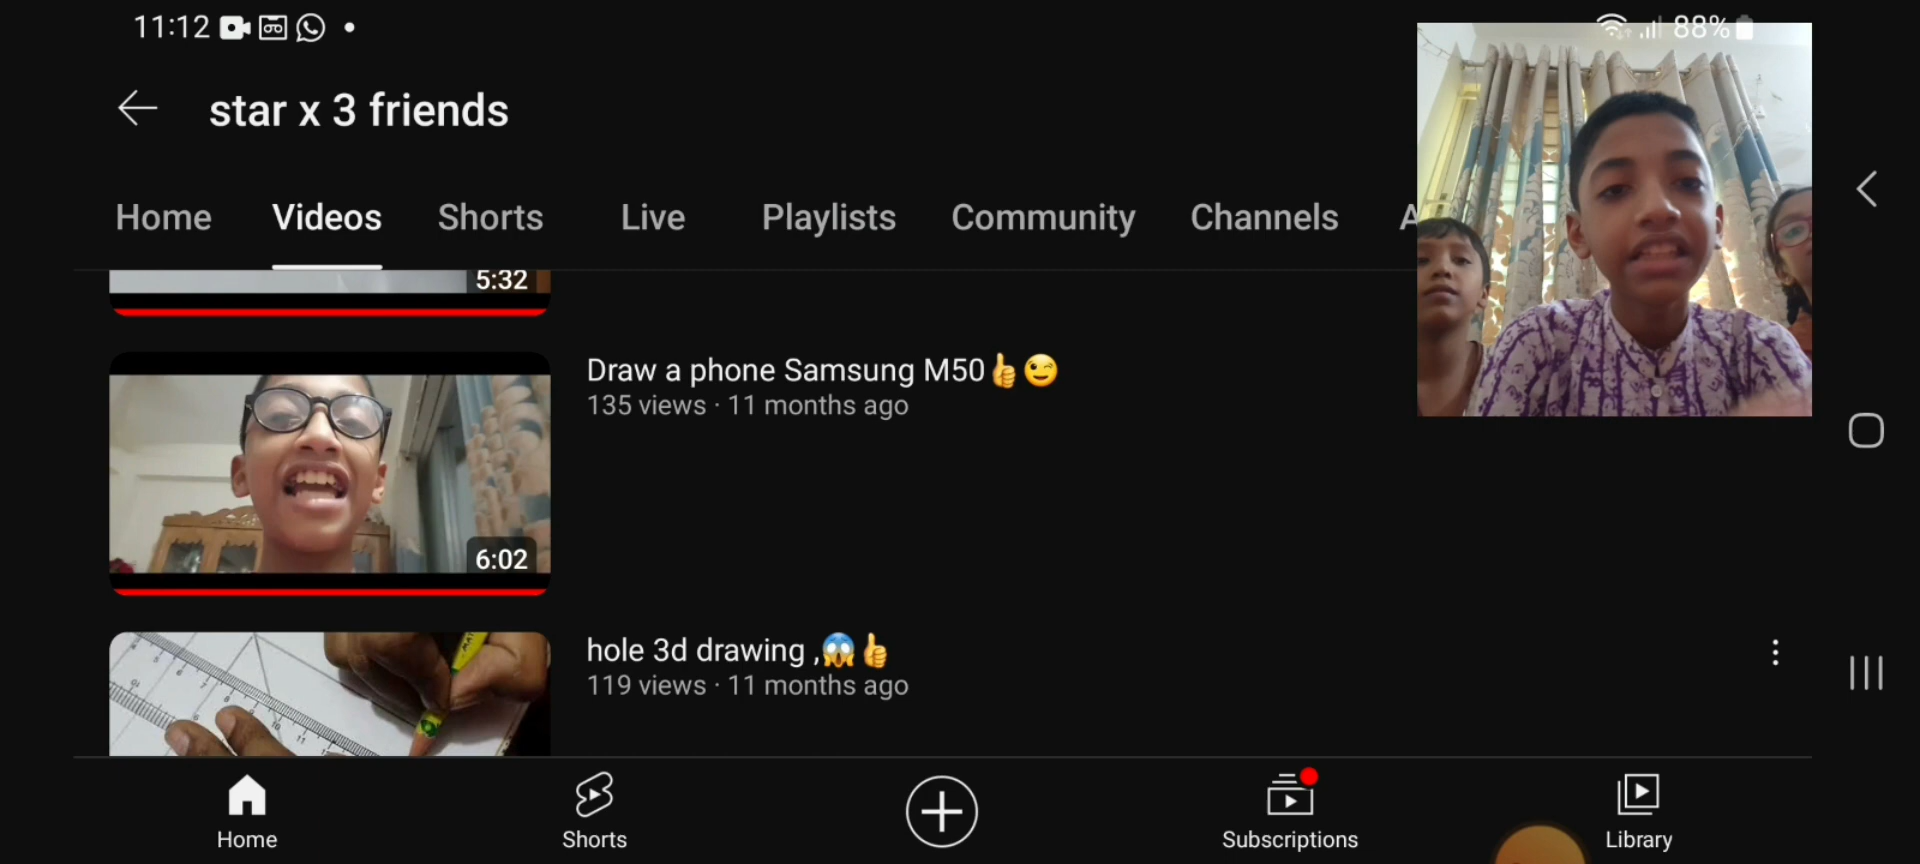 11:12
88%
star x 3 friends
Home Videos Shorts Live Playlists Community Channels A
5:32
Draw a phone Samsung M50👍😉
135 views · 11 months ago
6:02
hole 3d drawing ,😱👍
119 views · 11 months ago
Home Shorts Subscriptions Library